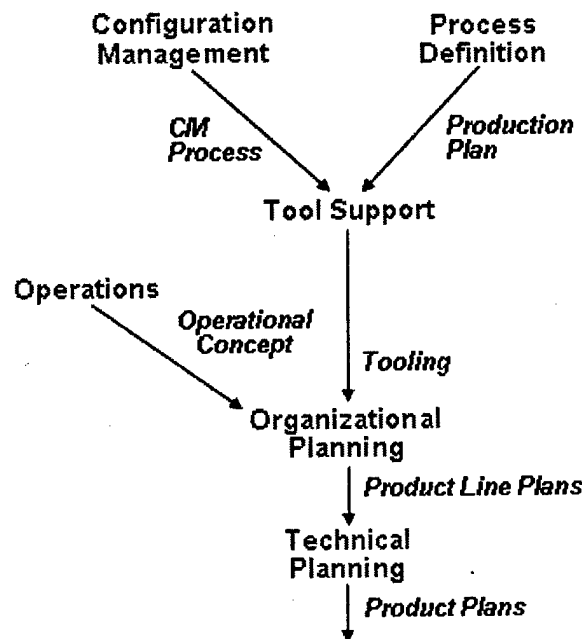 Configuration
Management
Process
Definition
CM
Process
Production
Plan
Tool Support
Operations
Operational
Concept
Tooling
Organizational
Planning
Product Line Plans
Technical
Planning
Product Plans